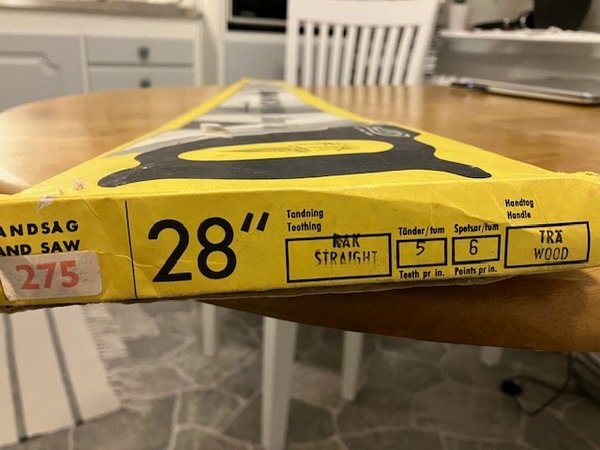 ANDSAG
AND SAW
275
28"
Tandning
Toothing
RAK
STRAIGHT
Tänder/tum
5
Teeth pr in.
Spetsar/tum
6
Points pr in.
Handtag
Handle
TRÄ
WOOD